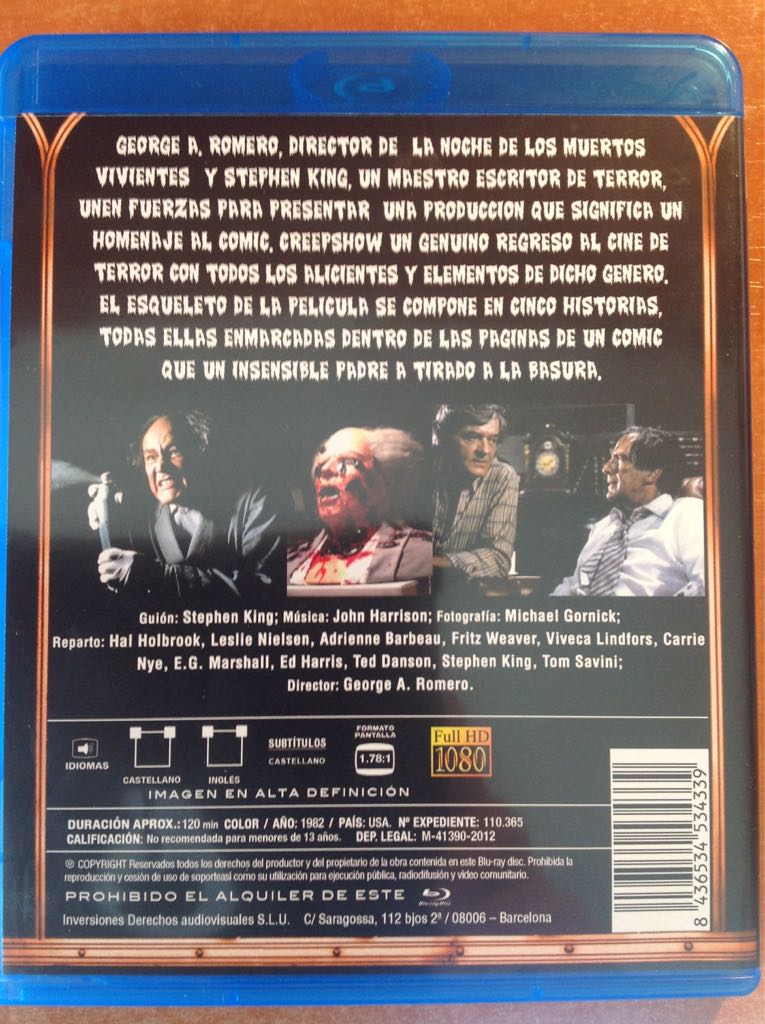 GEORGE A. ROMERO, DIRECTOR DE LA NOCHE DE LOS MUERTOS
VIVIENTES Y STEPHEN KING, UN MAESTRO ESCRITOR DE TERROR,
UNEN FUERZAS PARA PRESENTAR UNA PRODUCCION QUE SIGNIFICA UN
HOMENAJE AL COMIC, CREEPSHOW UN GENUINO REGRESO AL CINE DE
TERROR CON TODOS LOS ALICIENTES Y ELEMENTOS DE DICHO GENERO.
EL ESQUELETO DE LA PELICULA SE COMPONE EN CINCO HISTORIAS,
TODAS ELLAS ENMARCADAS DENTRO DE LAS PAGINAS DE UN COMIC
QUE UN INSENSIBLE PADRE A TIRADO A LA BASURA.
Guión: Stephen King; Música: John Harrison; Fotografía: Michael Gornick;
Reparto: Hal Holbrook, Leslie Nielsen, Adrienne Barbeau, Fritz Weaver, Viveca Lindfors, Carrie
Nye, E.G. Marshall, Ed Harris, Ted Danson, Stephen King, Tom Savini;
Director: George A. Romero.
IDIOMAS
CASTELLANO
INGLÉS
SUBTÍTULOS
CASTELLANO
FORMATO
PANTALLA
1.78:1
Full HD
1080
IMAGEN EN ALTA DEFINICIÓN
DURACIÓN APROX.: 120 min COLOR / AÑO: 1982 / PAÍS: USA. Nº EXPEDIENTE: 110.365
CALIFICACIÓN: No recomendada para menores de 13 años. DEP. LEGAL: M-41390-2012
® COPYRIGHT Reservados todos los derechos del productor y del propietario de la obra contenida en este Blu-ray disc. Prohibida la
reproducción y cesión de uso de soporteasí como su utilización para ejecución pública, radiodifusión y video comunitario.
PROHIBIDO EL ALQUILER DE ESTE Blu-ray Disc
Inversiones Derechos audiovisuales S.L.U. C/ Saragossa, 112 bjos 2ª / 08006 – Barcelona
8 436534 534339